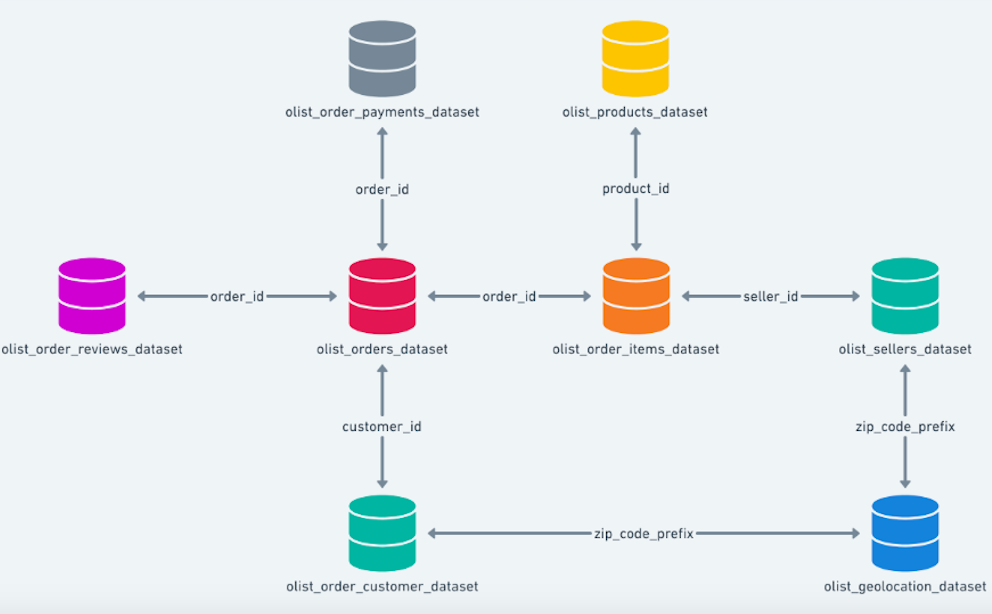 olist_order_payments_dataset
olist_products_dataset
order_id
product_id
order_id
order_id
seller_id
olist_order_reviews_dataset
olist_orders_dataset
olist_order_items_dataset
olist_sellers_dataset
customer_id
zip_code_prefix
zip_code_prefix
olist_order_customer_dataset
olist_geolocation_dataset